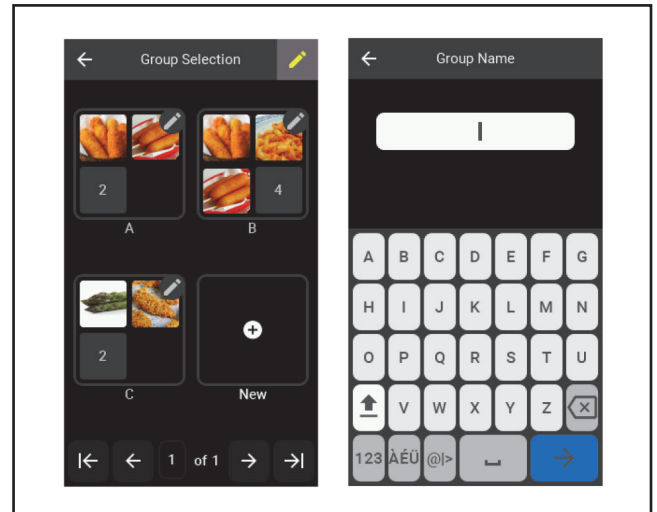 Group Selection
2
4
A
B
2
C
New
1 of 1
Group Name
A B C D E F G
H I J K L M N
O P Q R S T U
V W X Y Z
123 ÀÉÜ @|>